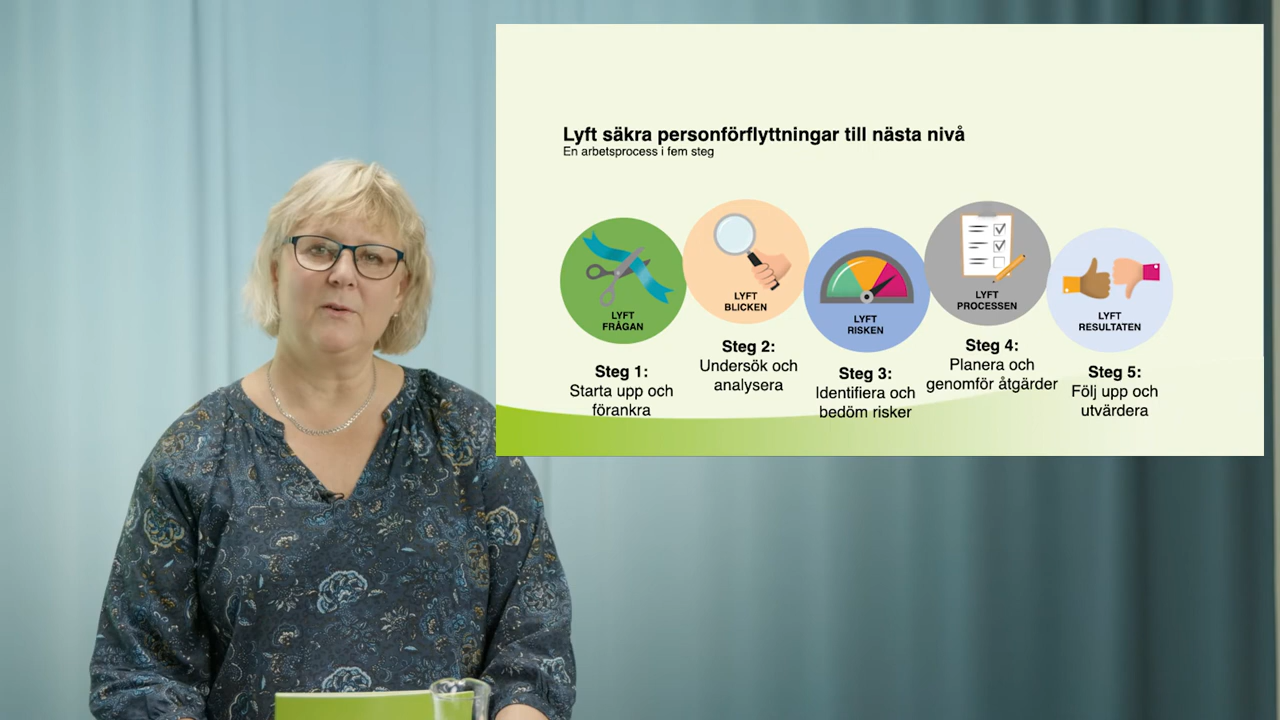 Lyft säkra personförflyttningar till nästa nivå
En arbetsprocess i fem steg
LYFT
FRÅGAN
LYFT
BLICKEN
LYFT
RISKEN
LYFT
PROCESSEN
LYFT
RESULTATEN
Steg 1:
Starta upp och
förankra
Steg 2:
Undersök och
analysera
Steg 3:
Identifiera och
bedöm risker
Steg 4:
Planera och
genomför åtgärder
Steg 5:
Följ upp och
utvärdera